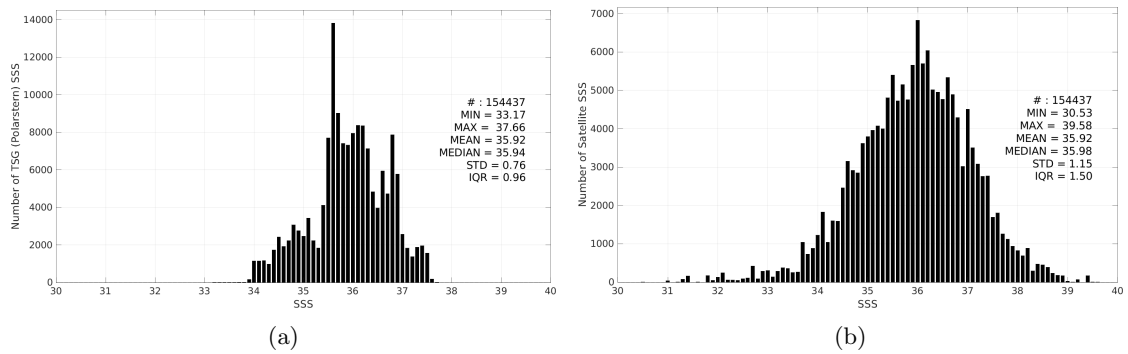 14000
12000
10000
8000
6000
4000
2000
0
30 31 32 33 34 35 36 37 38 39 40
SSS
Number of TSG (Polarstern) SSS
# : 154437
MIN = 33.17
MAX = 37.66
MEAN = 35.92
MEDIAN = 35.94
STD = 0.76
IQR = 0.96
(a)
7000
6000
5000
4000
3000
2000
1000
0
30 31 32 33 34 35 36 37 38 39 40
SSS
Number of Satellite SSS
# : 154437
MIN = 30.53
MAX = 39.58
MEAN = 35.92
MEDIAN = 35.98
STD = 1.15
IQR = 1.50
(b)